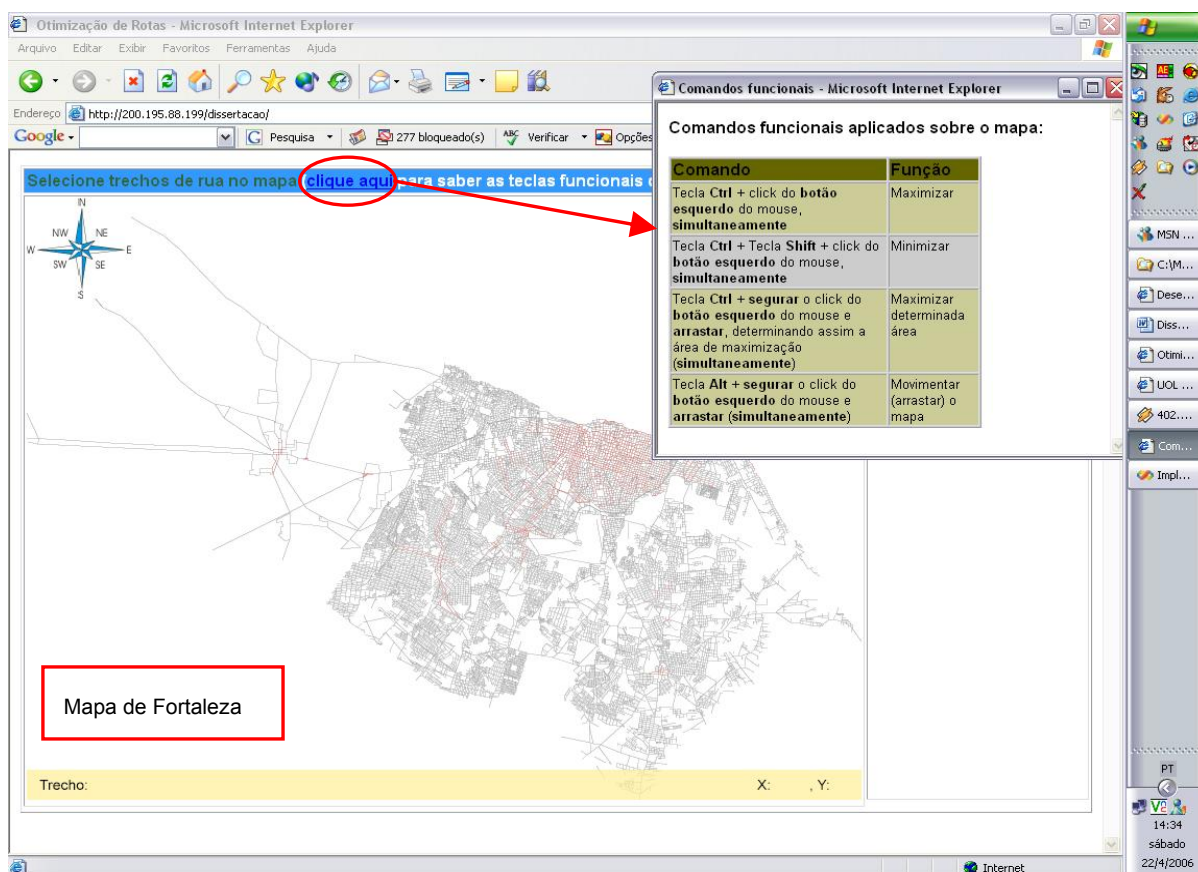 Otimização de Rotas - Microsoft Internet Explorer
Arquivo Editar Exibir Favoritos Ferramentas Ajuda
Endereço http://200.195.88.199/dissertacao/
Google Pesquisa 277 bloqueado(s) ABC Verificar Opções
Selecione trechos de rua no mapa (clique aqui para saber as teclas funcionais
N
NW NE
W E
SW SE
S
Mapa de Fortaleza
Trecho: X: , Y:
Internet
Comandos funcionais - Microsoft Internet Explorer
Comandos funcionais aplicados sobre o mapa:
Comando Função
Tecla Ctrl + click do botão Maximizar
esquerdo do mouse,
simultaneamente
Tecla Ctrl + Tecla Shift + click do Minimizar
botão esquerdo do mouse,
simultaneamente
Tecla Ctrl + segurar o click do Maximizar
botão esquerdo do mouse e determinada
arrastar, determinando assim a área
área de maximização
(simultaneamente)
Tecla Alt + segurar o click do Movimentar
botão esquerdo do mouse e (arrastar) o
arrastar (simultaneamente) mapa
MSN ...
C:\M...
Dese...
Diss...
Otimi...
UOL ...
402....
Com...
Impl...
PT
14:34
sábado
22/4/2006